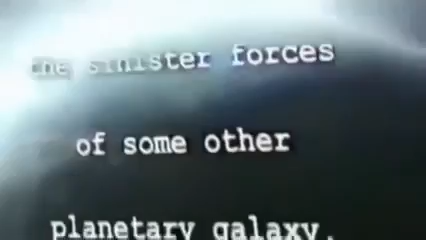 the sinister forces
of some other
planetary galaxy.